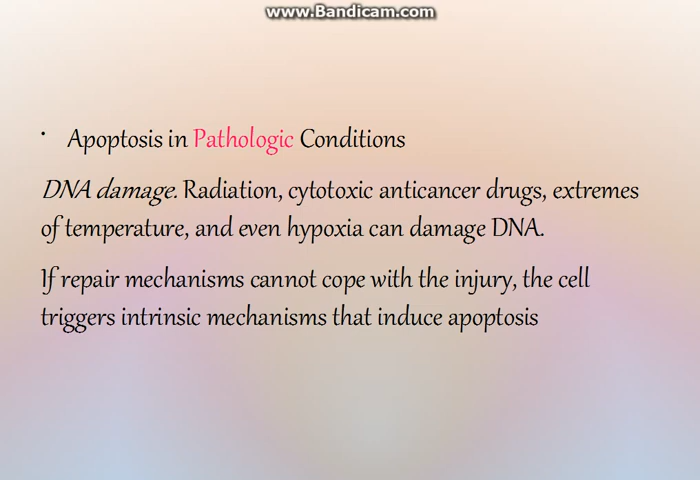 www.Bandicam.com
• Apoptosis in Pathologic Conditions
DNA damage. Radiation, cytotoxic anticancer drugs, extremes
of temperature, and even hypoxia can damage DNA.
If repair mechanisms cannot cope with the injury, the cell
triggers intrinsic mechanisms that induce apoptosis